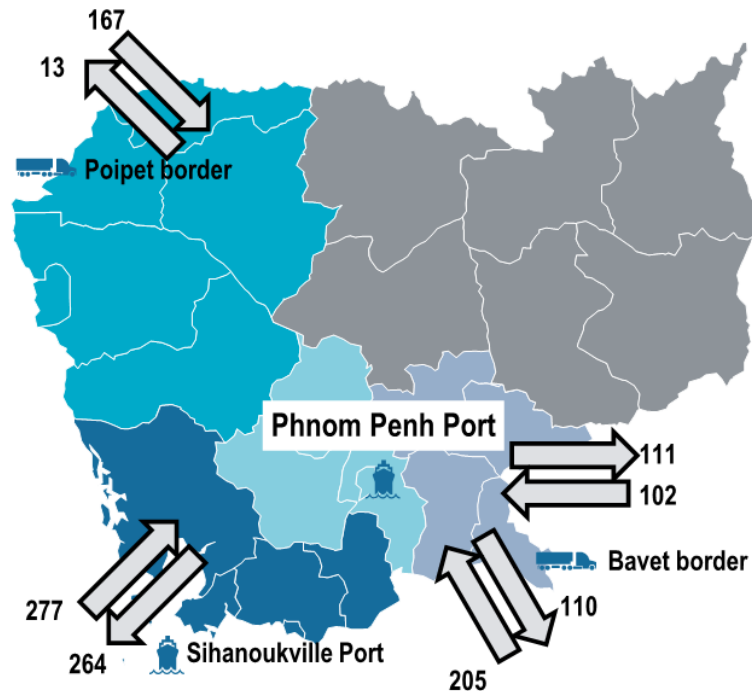 167
13
Poipet border
Phnom Penh Port
111
102
Bavet border
277
110
264
Sihanoukville Port
205